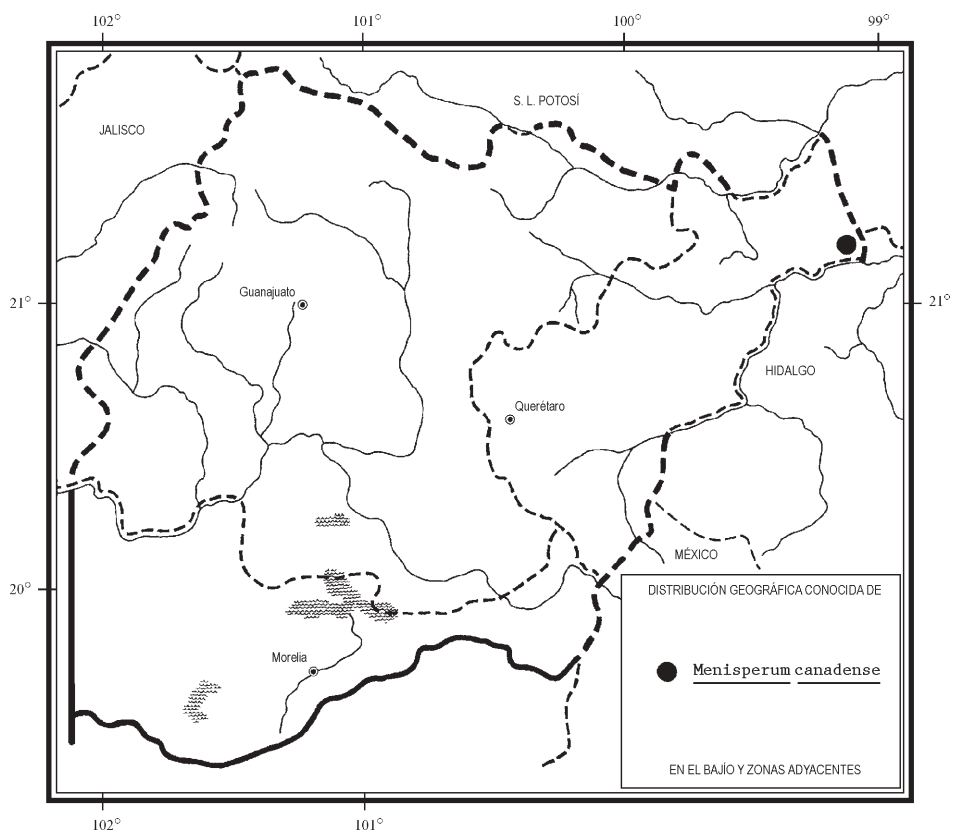 102° 101° 100° 99°
S. L. POTOSÍ
JALISCO
Guanajuato
21° 21°
HIDALGO
Querétaro
MÉXICO
20°
DISTRIBUCIÓN GEOGRÁFICA CONOCIDA DE
Morelia
Menisperum canadense
EN EL BAJÍO Y ZONAS ADYACENTES
102° 101°